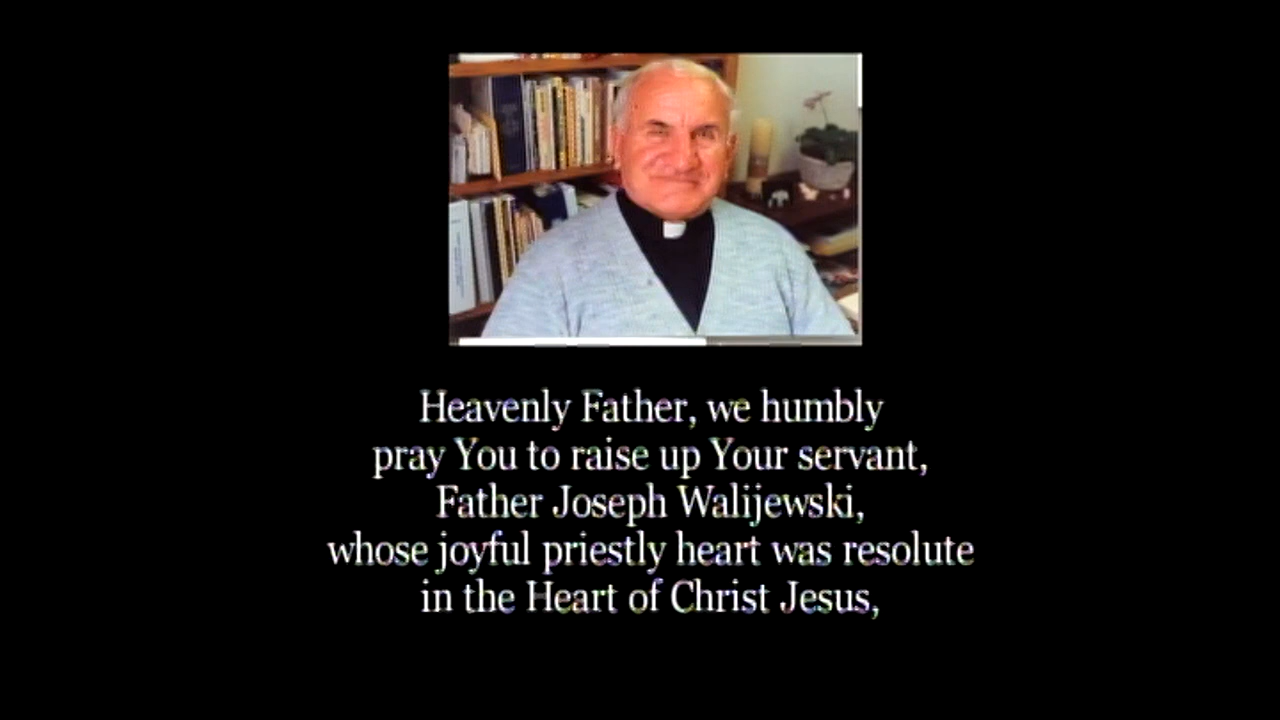 Heavenly Father, we humbly
pray You to raise up Your servant,
Father Joseph Walijewski,
whose joyful priestly heart was resolute
in the Heart of Christ Jesus,